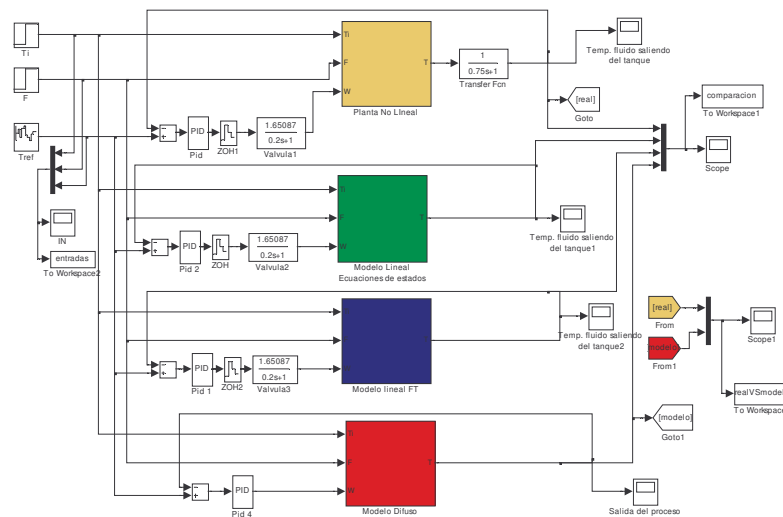 Ti
F
Tref
IN
entradas
To Workspace2
PID
Pid
ZOH1
1.65087
0.2s+1
Valvula1
Ti
F
W
T
Planta No LIneal
1
0.75s+1
Transfer Fcn
Temp. fluido saliendo
del tanque
[real]
Goto
comparacion
To Workspace1
Scope
PID
Pid 2
ZOH
1.65087
0.2s+1
Valvula2
Ti
F
W
T
Modelo Lineal
Ecuaciones de estados
Temp. fluido saliendo
del tanque1
PID
Pid 1
ZOH2
1.65087
0.2s+1
Valvula3
Modelo lineal FT
Temp. fluido saliendo
del tanque2
[real]
From
[modelo]
From1
Scope1
realVSmodel
To Workspace
PID
Pid 4
Ti
F
W
T
Modelo Difuso
[modelo]
Goto1
Salida del proceso